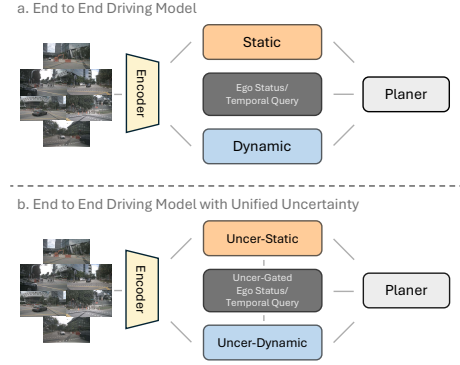 a. End to End Driving Model
Static
Encoder
Ego Status/
Temporal Query
Planer
Dynamic
b. End to End Driving Model with Unified Uncertainty
Uncer-Static
Encoder
Uncer-Gated
Ego Status/
Temporal Query
Planer
Uncer-Dynamic